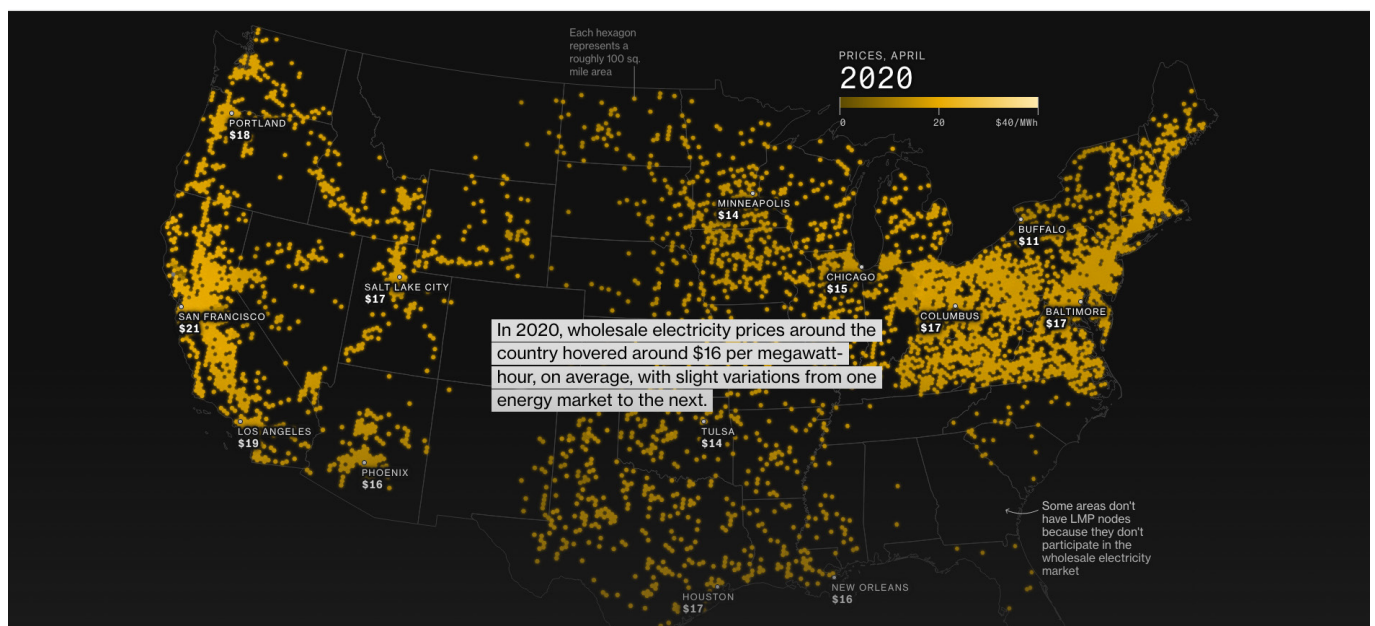 Each hexagon
represents a
roughly 100 sq.
mile area
PRICES, APRIL
2020
0 20 $40/MWh
PORTLAND
$18
MINNEAPOLIS
$14
BUFFALO
$11
SALT LAKE CITY
$17
CHICAGO
$15
SAN FRANCISCO
$21
COLUMBUS
$17
BALTIMORE
$17
In 2020, wholesale electricity prices around the
country hovered around $16 per megawatt-
hour, on average, with slight variations from one
energy market to the next.
LOS ANGELES
$19
TULSA
$14
PHOENIX
$16
Some areas don't
have LMP nodes
because they don't
participate in the
wholesale electricity
market
HOUSTON
$17
NEW ORLEANS
$16